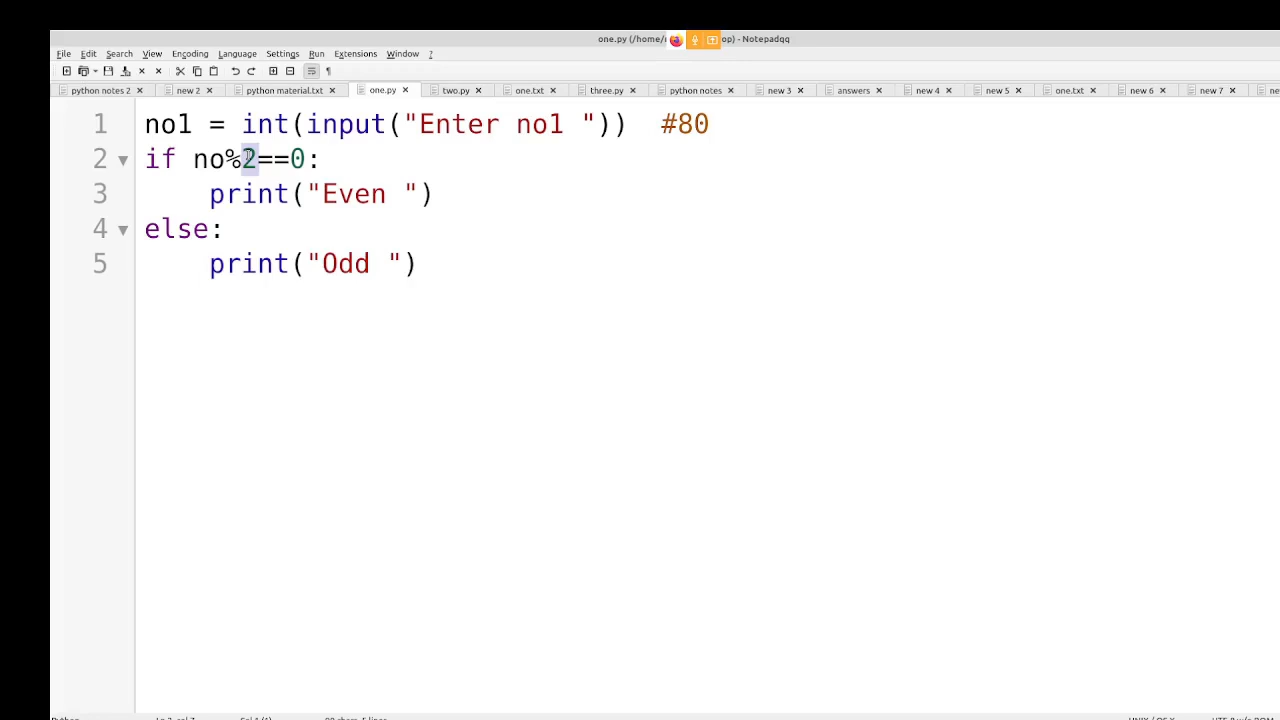 one.py (/home/ op) - Notepadqq
File Edit Search View Encoding Language Settings Run Extensions Window ?
python notes 2 new 2 python material.txt one.py two.py one.txt three.py python notes new 3 answers new 4 new 5 one.txt new 6 new 7
1 no1 = int(input("Enter no1 ")) #80
2 if no%2==0:
3 print("Even ")
4 else:
5 print("Odd ")